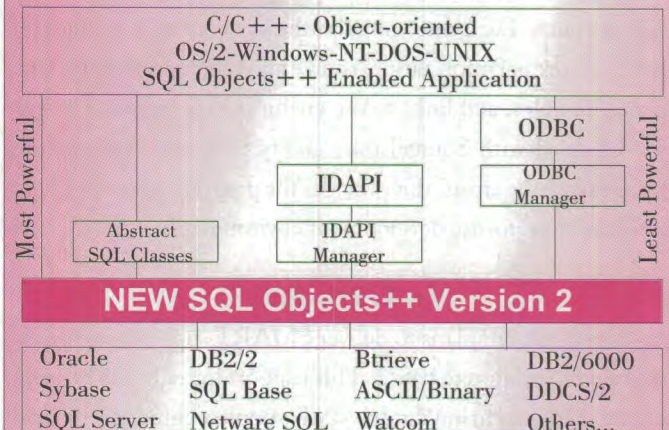 C/C++ - Object-oriented
OS/2-Windows-NT-DOS-UNIX
SQL Objects++ Enabled Application
Most Powerful
Least Powerful
ODBC
ODBC
Manager
IDAPI
IDAPI
Manager
Abstract
SQL Classes
NEW SQL Objects++ Version 2
Oracle DB2/2 Btrieve DB2/6000
Sybase SQL Base ASCII/Binary DDCS/2
SQL Server Netware SQL Watcom Others...